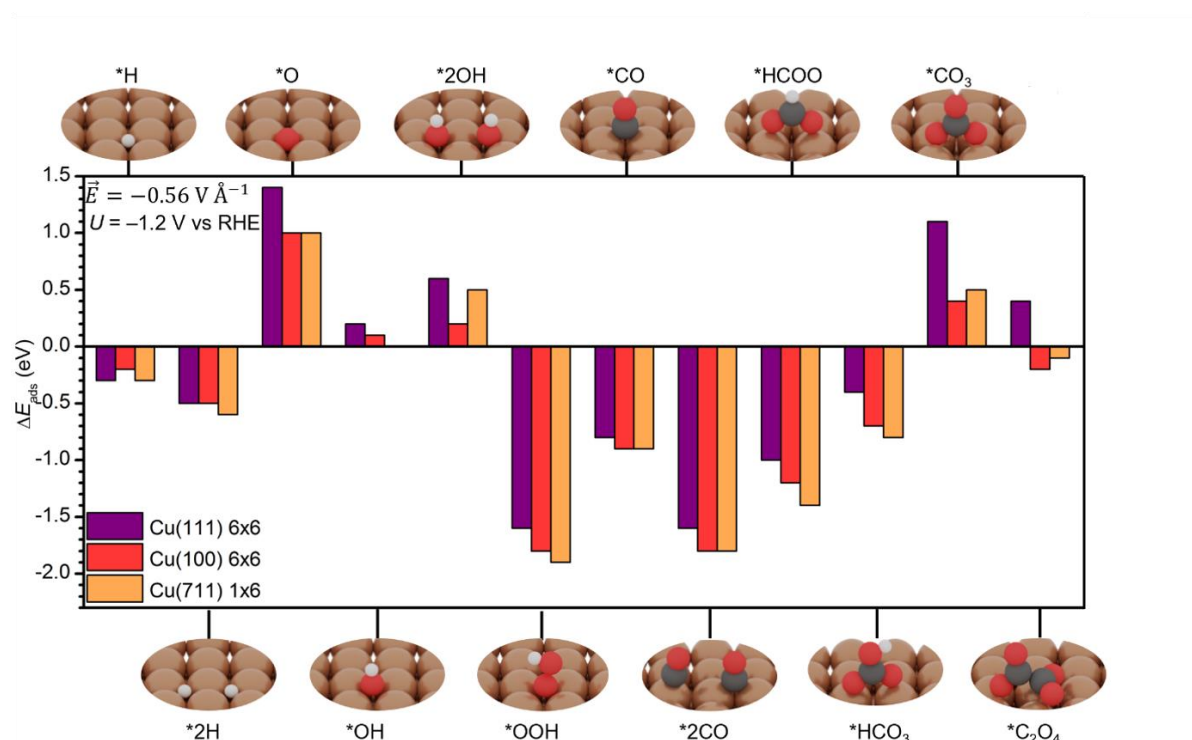 *H *O *2OH *CO *HCOO *CO₃
1.5
E⃗ = −0.56 V Å⁻¹
U = –1.2 V vs RHE
1.0
0.5
0.0
-0.5
-1.0
-1.5
-2.0
ΔE_ads (eV)
Cu(111) 6x6
Cu(100) 6x6
Cu(711) 1x6
*2H *OH *OOH *2CO *HCO₃ *C₂O₄